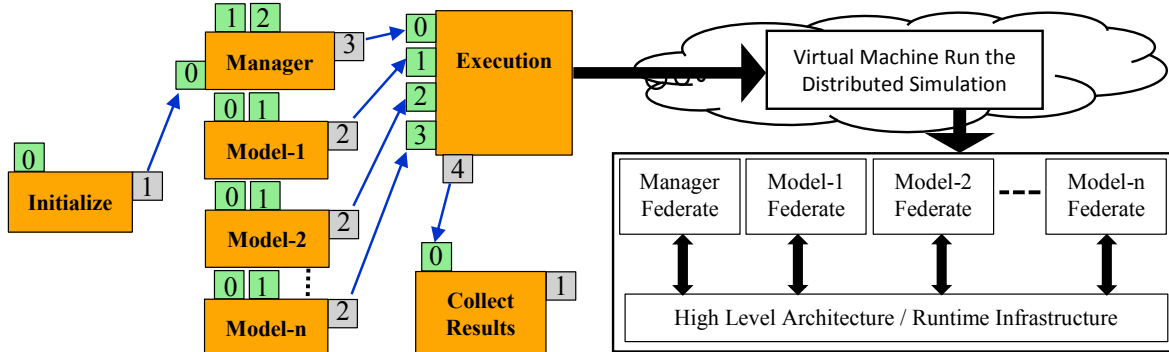 1 2
Manager
3
0
0 1
Model-1
2
0
Initialize
1
0 1
Model-2
2
0 1
Model-n
2
0
1
2
3
Execution
4
0
Collect
Results
1
Virtual Machine Run the
Distributed Simulation
Manager
Federate
Model-1
Federate
Model-2
Federate
Model-n
Federate
High Level Architecture / Runtime Infrastructure